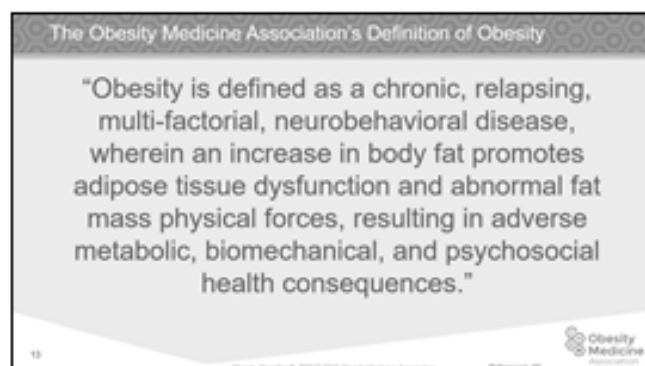 The Obesity Medicine Association's Definition of Obesity
“Obesity is defined as a chronic, relapsing,
multi-factorial, neurobehavioral disease,
wherein an increase in body fat promotes
adipose tissue dysfunction and abnormal fat
mass physical forces, resulting in adverse
metabolic, biomechanical, and psychosocial
health consequences.”
13
Obesity
Medicine
Association